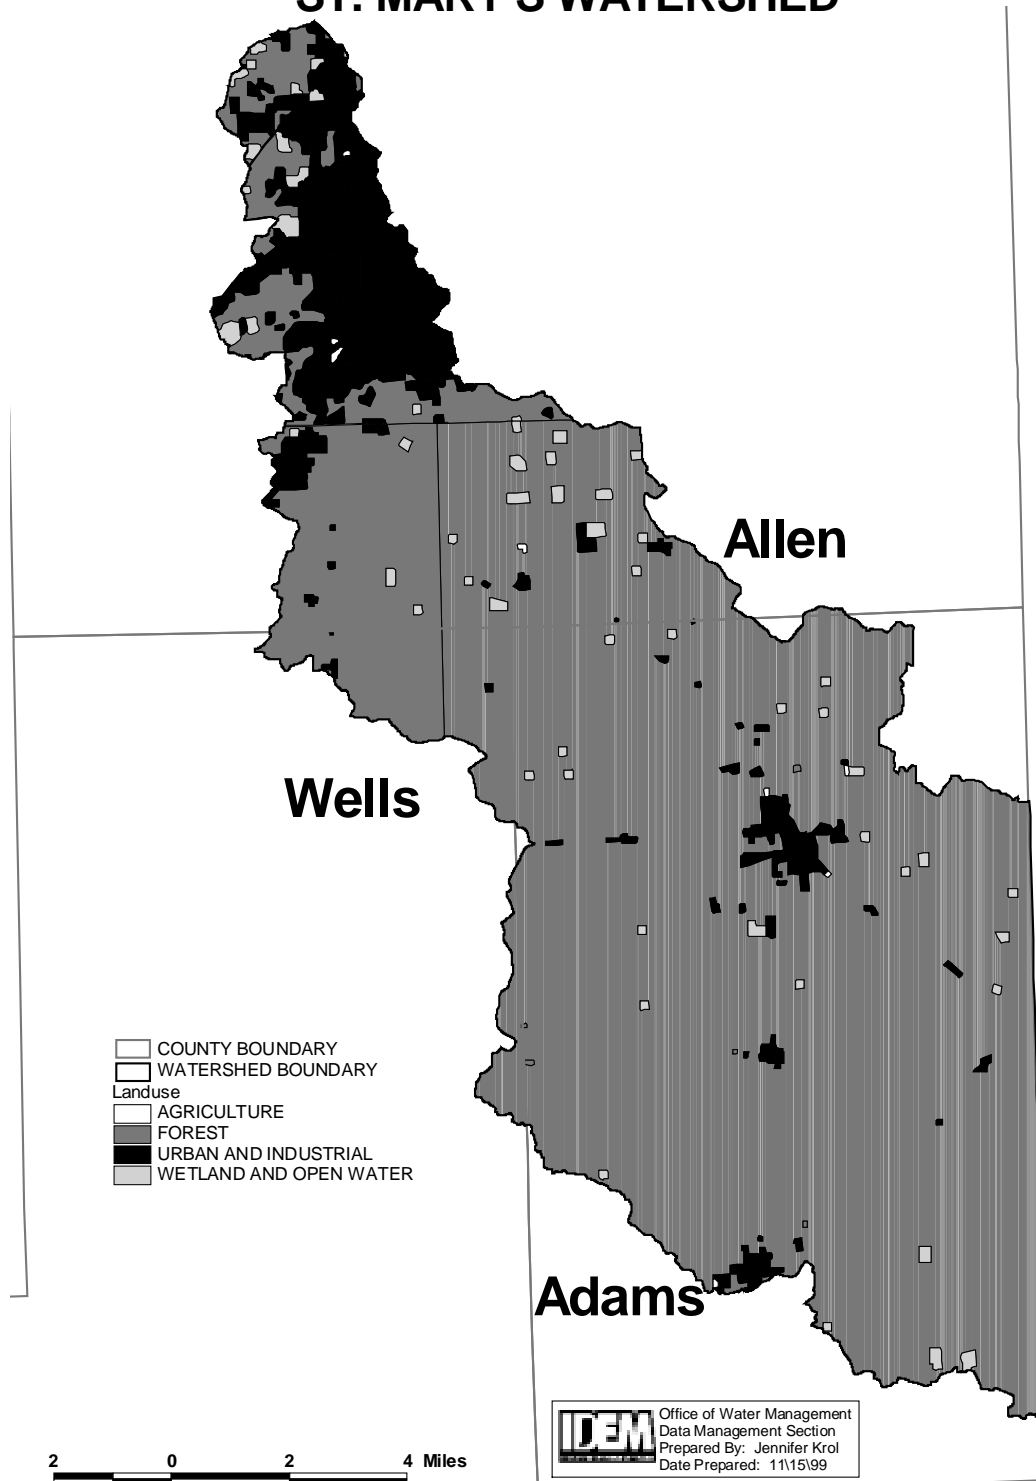 ST. MARY'S WATERSHED
Allen
Wells
COUNTY BOUNDARY
WATERSHED BOUNDARY
Landuse
AGRICULTURE
FOREST
URBAN AND INDUSTRIAL
WETLAND AND OPEN WATER
Adams
IDEM
Office of Water Management
Data Management Section
Prepared By: Jennifer Krol
Date Prepared: 11\15\99
2 0 2 4 Miles